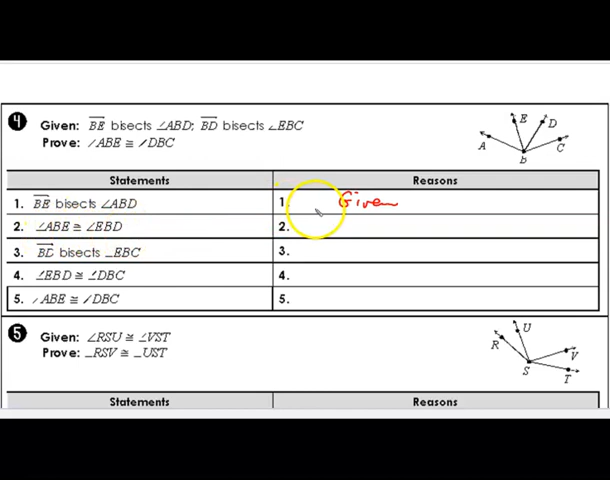 4 Given: BE bisects ∠ABD; BD bisects ∠EBC
Prove: ∠ABE ≅ ∠DBC
E
D
A
C
B
Statements Reasons
1. BE bisects ∠ABD 1. Given
2. ∠ABE ≅ ∠EBD 2.
3. BD bisects ∠EBC 3.
4. ∠EBD ≅ ∠DBC 4.
5. ∠ABE ≅ ∠DBC 5.
5 Given: ∠RSU ≅ ∠VST
Prove: ∠RSV ≅ ∠UST
U
R
V
S
T
Statements Reasons